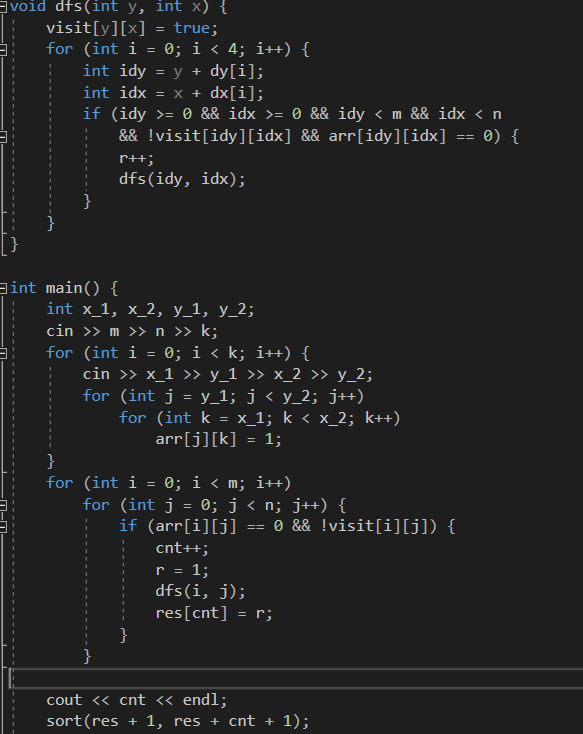 void dfs(int y, int x) {
visit[y][x] = true;
for (int i = 0; i < 4; i++) {
int idy = y + dy[i];
int idx = x + dx[i];
if (idy >= 0 && idx >= 0 && idy < m && idx < n
&& !visit[idy][idx] && arr[idy][idx] == 0) {
r++;
dfs(idy, idx);
}
}
}
int main() {
int x_1, x_2, y_1, y_2;
cin >> m >> n >> k;
for (int i = 0; i < k; i++) {
cin >> x_1 >> y_1 >> x_2 >> y_2;
for (int j = y_1; j < y_2; j++)
for (int k = x_1; k < x_2; k++)
arr[j][k] = 1;
}
for (int i = 0; i < m; i++)
for (int j = 0; j < n; j++) {
if (arr[i][j] == 0 && !visit[i][j]) {
cnt++;
r = 1;
dfs(i, j);
res[cnt] = r;
}
}
cout << cnt << endl;
sort(res + 1, res + cnt + 1);